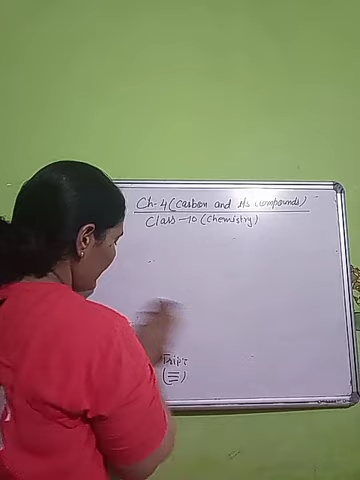 Ch-4 (Carbon and its Compounds)
Class-10 (Chemistry)
(≡)